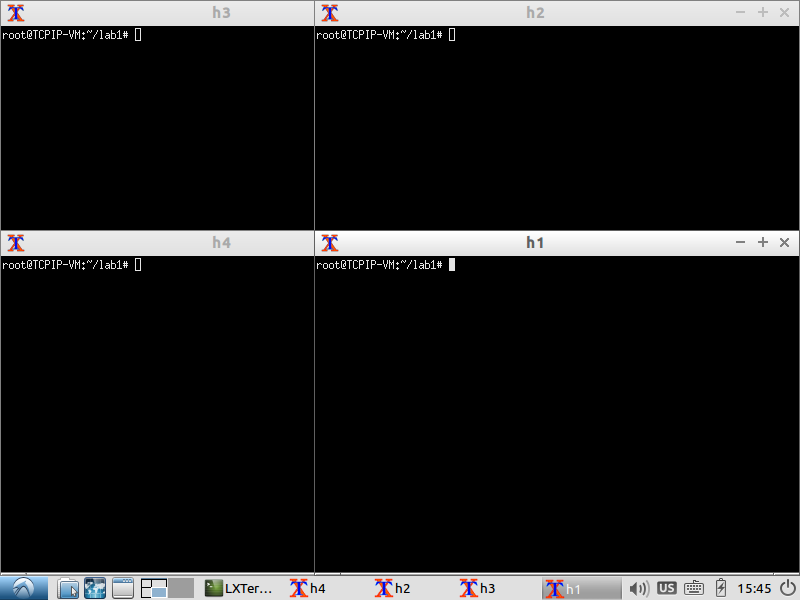 h3
h2
root@TCPIP-VM:~/lab1#
root@TCPIP-VM:~/lab1#
h4
h1
root@TCPIP-VM:~/lab1#
root@TCPIP-VM:~/lab1#
LXTer... h4 h2 h3 h1 US 15:45